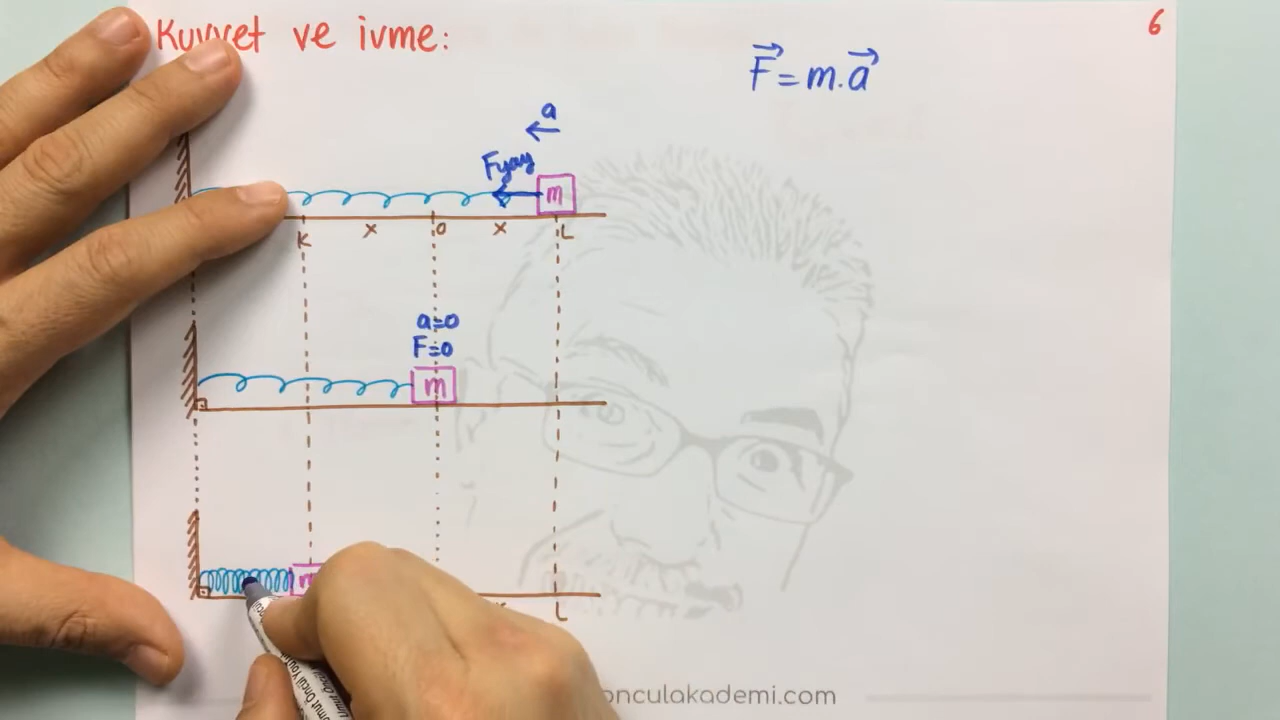 Kuvvet ve ivme:
6
F = m.a
a
Fyay
m
K x O x L
a=0
F=0
m
m
L
onculakademi.com